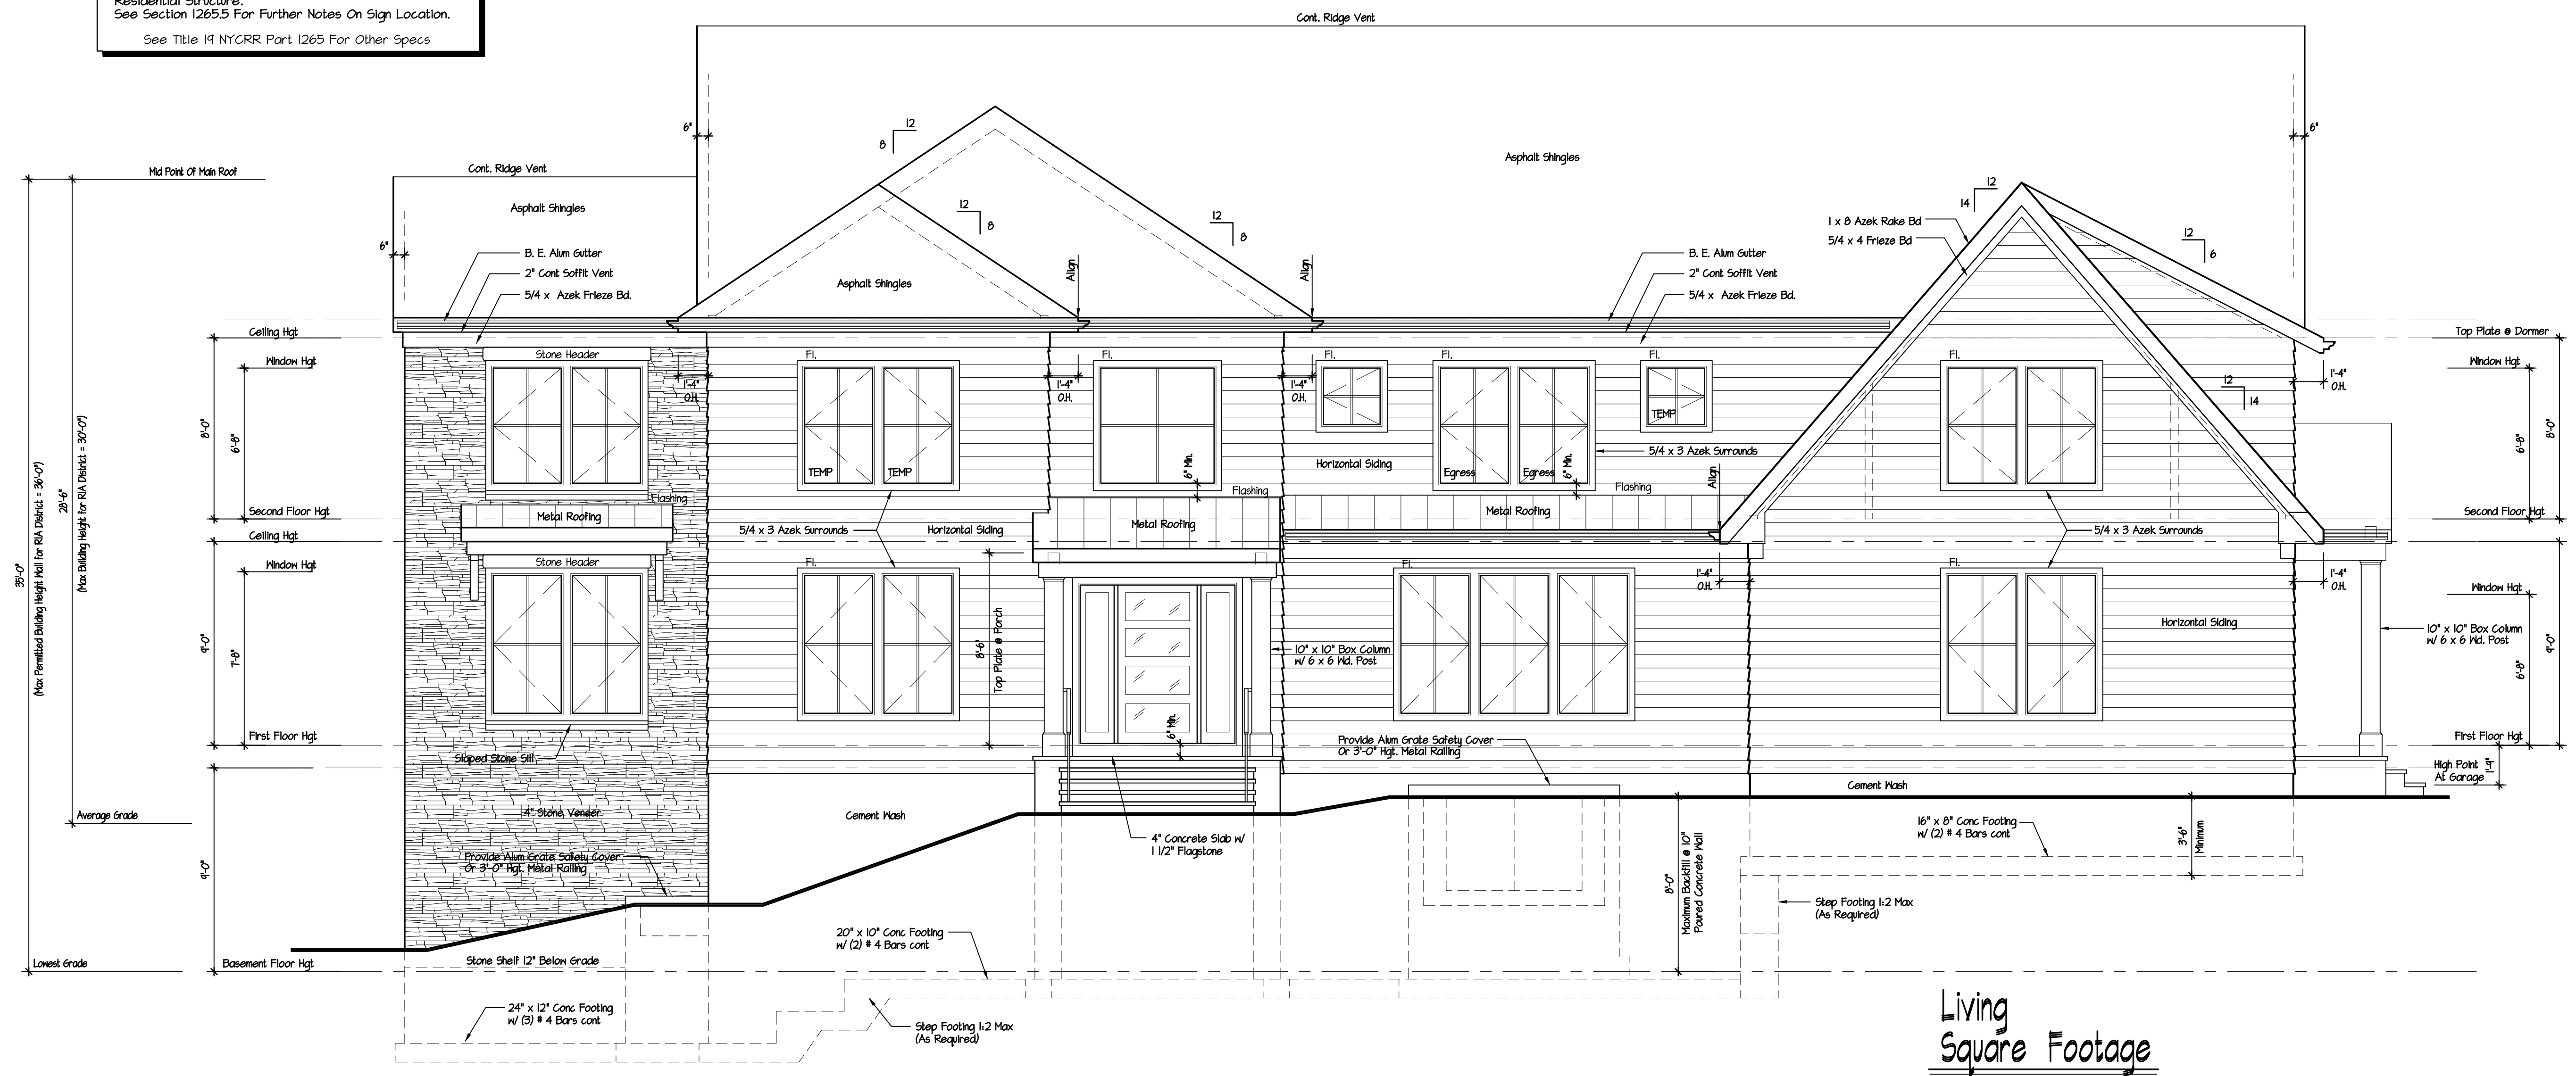 Residential Structure.
See Section 1265.5 For Further Notes On Sign Location.
See Title 19 NYCRR Part 1265 For Other Specs
Cont. Ridge Vent
6"
12
8
6"
Mid Point Of Main Roof
Cont. Ridge Vent
Asphalt Shingles
Asphalt Shingles
12
14
12
8
12
8
1 x 8 Azek Rake Bd
5/4 x 4 Frieze Bd
12
6
6"
B. E. Alum Gutter
2" Cont Soffit Vent
5/4 x Azek Frieze Bd.
Asphalt Shingles
Align
Align
B. E. Alum Gutter
2" Cont Soffit Vent
5/4 x Azek Frieze Bd.
Ceiling Hgt
Top Plate @ Dormer
Window Hgt
Stone Header
Fl.
Fl.
Fl.
Fl.
Fl.
Fl.
Window Hgt
1'-4"
O.H.
1'-4"
O.H.
1'-4"
O.H.
1'-4"
O.H.
12
14
TEMP
8'-0"
6'-8"
6'-8"
8'-0"
TEMP
TEMP
Horizontal Siding
Egress
Egress
6" Min.
6" Min.
5/4 x 3 Azek Surrounds
Align
Flashing
Flashing
Flashing
Second Floor Hgt
Metal Roofing
Metal Roofing
Metal Roofing
Second Floor Hgt
5/4 x 3 Azek Surrounds
Horizontal Siding
5/4 x 3 Azek Surrounds
Ceiling Hgt
Window Hgt
Stone Header
Fl.
Fl.
Fl.
1'-4"
O.H.
1'-4"
O.H.
Window Hgt
35'-0"
(Max Permitted Building Height Wall for R1A District = 36'-0")
28'-6"
(Max Building Height for R1A District = 30'-0")
9'-0"
7'-8"
8'-6"
Top Plate @ Porch
10" x 10" Box Column
w/ 6 x 6 Wd. Post
Horizontal Siding
10" x 10" Box Column
w/ 6 x 6 Wd. Post
6'-8"
9'-0"
First Floor Hgt
6" Min.
Provide Alum Grate Safety Cover
Or 3'-0" Hgt. Metal Railing
First Floor Hgt
Sloped Stone Sill
High Point
At Garage
1'-9"
Cement Wash
Average Grade
4" Stone Veneer
Cement Wash
4" Concrete Slab w/
1 1/2" Flagstone
16" x 8" Conc Footing
w/ (2) # 4 Bars cont
3'-6"
Minimum
9'-0"
Provide Alum Grate Safety Cover
Or 3'-0" Hgt. Metal Railing
8'-0"
Maximum Backfill @ 10"
Poured Concrete Wall
Step Footing 1:2 Max
(As Required)
20" x 10" Conc Footing
w/ (2) # 4 Bars cont
Lowest Grade
Basement Floor Hgt
Stone Shelf 12" Below Grade
24" x 12" Conc Footing
w/ (3) # 4 Bars cont
Step Footing 1:2 Max
(As Required)
Living
Square Footage